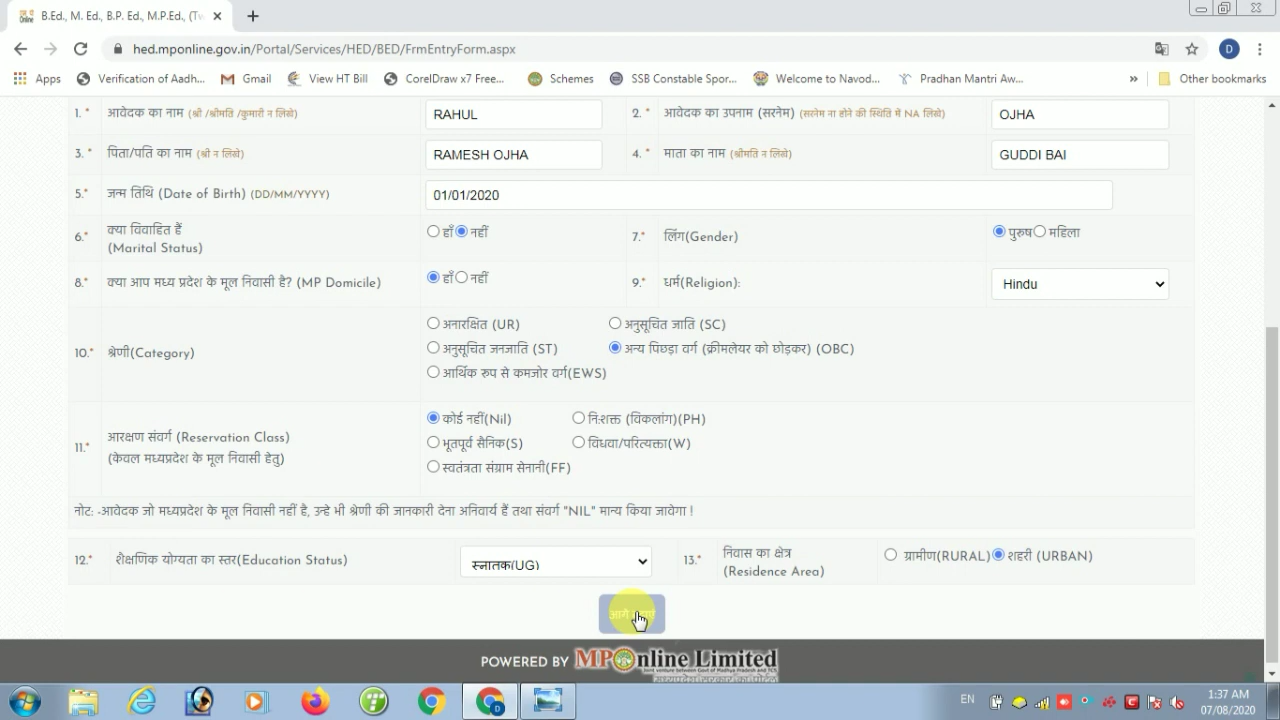 B.Ed., M. Ed., B.P. Ed., M.P.Ed., (Tw
hed.mponline.gov.in/Portal/Services/HED/BED/FrmEntryForm.aspx
D
Apps Verification of Aadh... Gmail View HT Bill CorelDraw x7 Free... Schemes SSB Constable Spor... Welcome to Navod... Pradhan Mantri Aw... » Other bookmarks
1.* आवेदक का नाम (श्री /श्रीमति /कुमारी न लिखे) RAHUL 2. * आवेदक का उपनाम (सरनेम) (सरनेम ना होने की स्थिति में NA लिखे) OJHA
3. * पिता/पति का नाम (श्री न लिखे) RAMESH OJHA 4. * माता का नाम (श्रीमति न लिखे) GUDDI BAI
5.* जन्म तिथि (Date of Birth) (DD/MM/YYYY) 01/01/2020
6.* क्या विवाहित हैं (Marital Status) हाँ नहीं 7.* लिंग(Gender) पुरुष महिला
8.* क्या आप मध्य प्रदेश के मूल निवासी है? (MP Domicile) हाँ नहीं 9.* धर्म(Religion): Hindu
10.* श्रेणी(Category) अनारक्षित (UR) अनुसूचित जाति (SC)
अनुसूचित जनजाति (ST) अन्य पिछड़ा वर्ग (क्रीमलेयर को छोड़कर) (OBC)
आर्थिक रूप से कमजोर वर्ग(EWS)
11.* आरक्षण संवर्ग (Reservation Class) (केवल मध्यप्रदेश के मूल निवासी हेतु) कोई नहीं(Nil) नि:शक्त (विकलांग)(PH)
भूतपूर्व सैनिक(S) विधवा/परित्यक्ता(W)
स्वतंत्रता संग्राम सेनानी(FF)
नोट: -आवेदक जो मध्यप्रदेश के मूल निवासी नहीं है, उन्हे भी श्रेणी की जानकारी देना अनिवार्य हैं तथा संवर्ग "NIL" मान्य किया जावेगा !
12.* शैक्षणिक योग्यता का स्तर(Education Status) स्नातक(UG) 13.* निवास का क्षेत्र (Residence Area) ग्रामीण(RURAL) शहरी (URBAN)
आगे
POWERED BY MPOnline Limited
EN 1:37 AM
07/08/2020